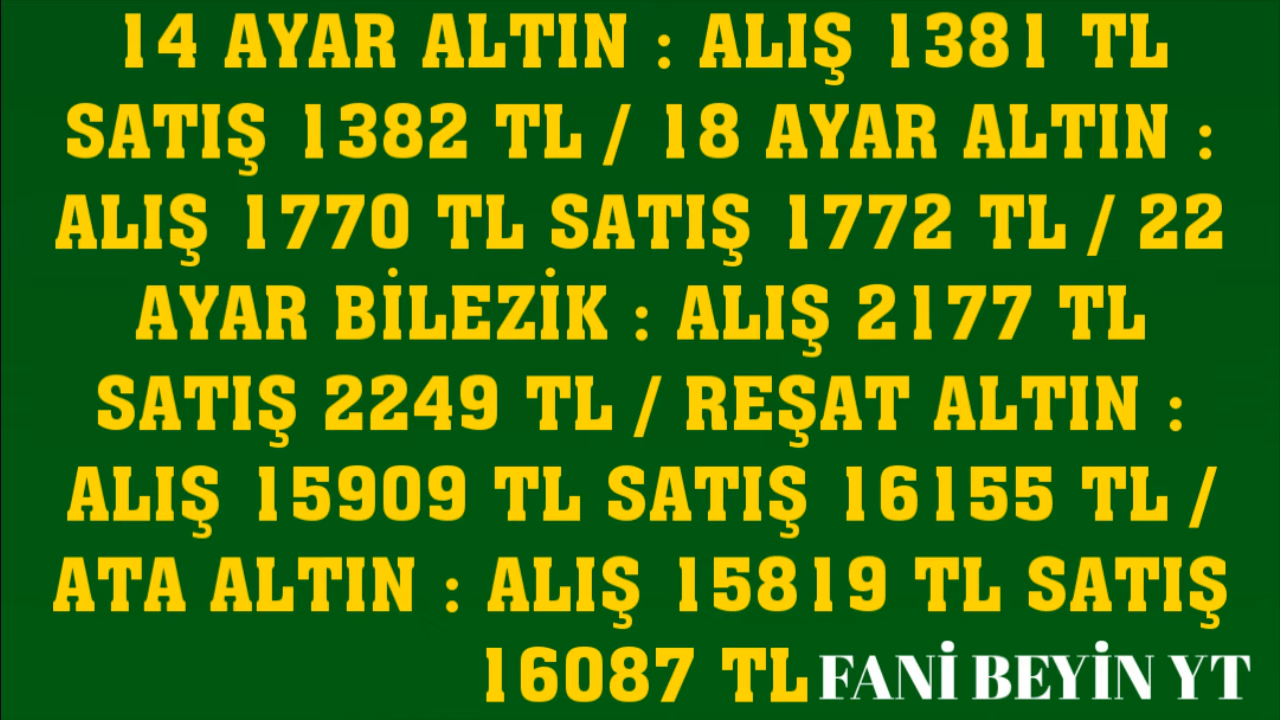 14 AYAR ALTIN : ALIŞ 1381 TL
SATIŞ 1382 TL / 18 AYAR ALTIN :
ALIŞ 1770 TL SATIŞ 1772 TL / 22
AYAR BİLEZİK : ALIŞ 2177 TL
SATIŞ 2249 TL / REŞAT ALTIN :
ALIŞ 15909 TL SATIŞ 16155 TL /
ATA ALTIN : ALIŞ 15819 TL SATIŞ
16087 TL FANİ BEYİN YT